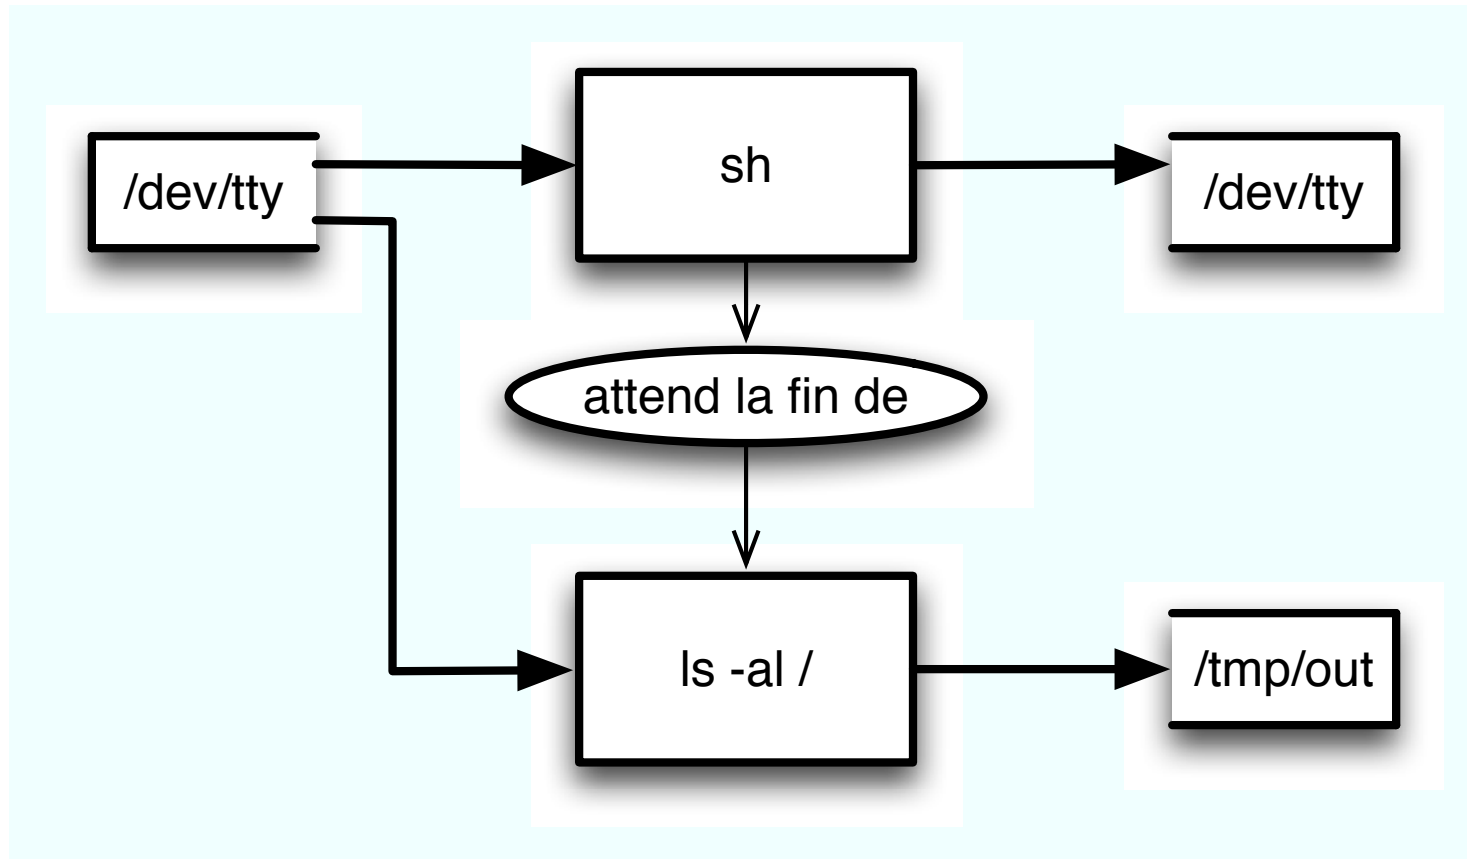 /dev/tty
sh
/dev/tty
attend la fin de
ls -al /
/tmp/out